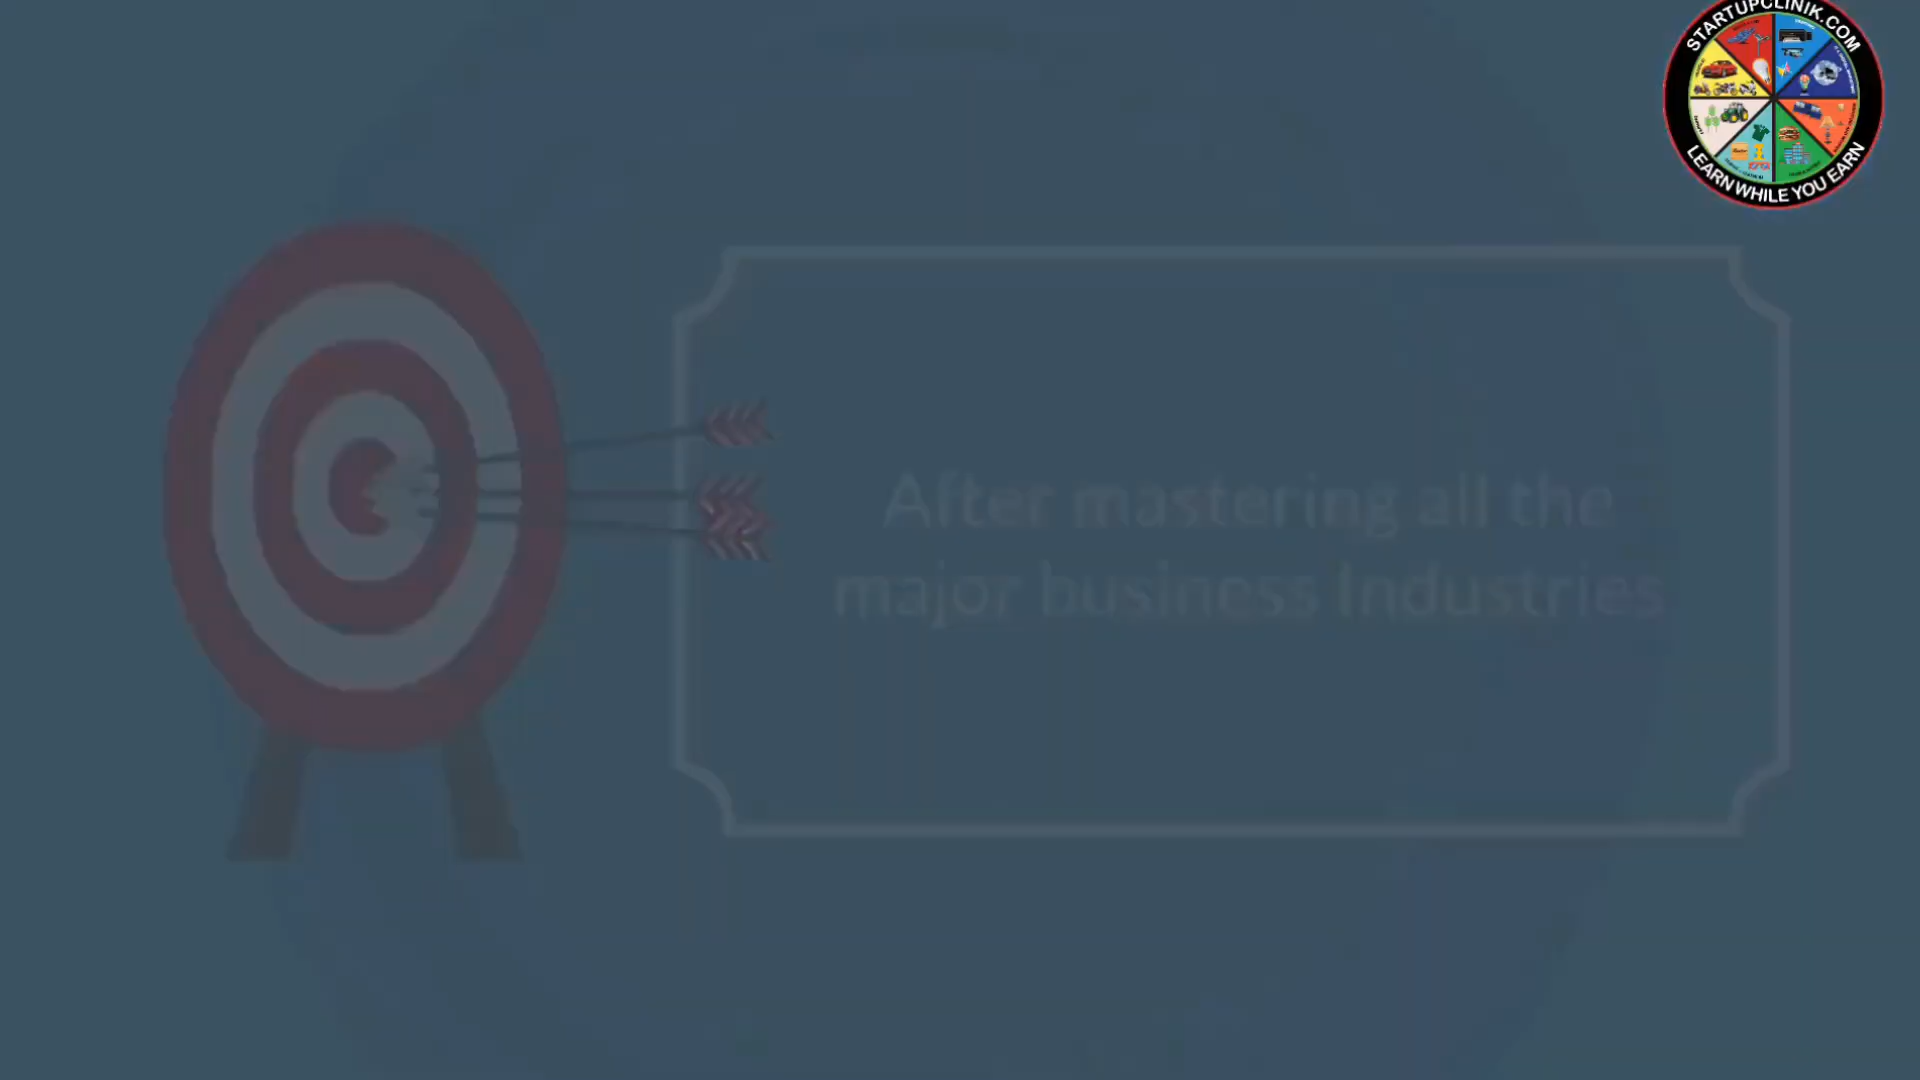 STARTUPCLINIK.COM
LEARN WHILE YOU EARN
After mastering all the
major business Industries